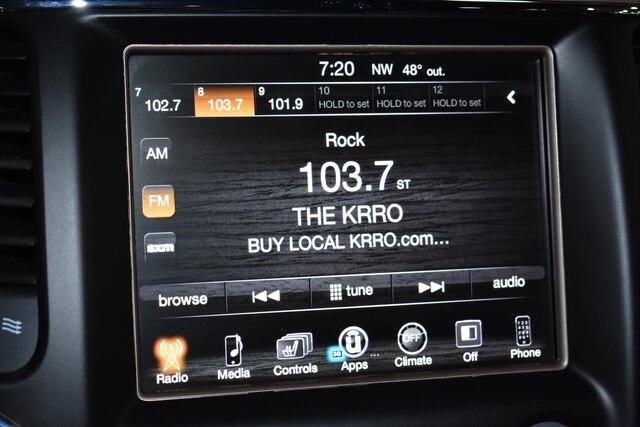 7:20 NW 48° out.
7 102.7 8 103.7 9 101.9 10 HOLD to set 11 HOLD to set 12 HOLD to set
AM
FM
sxm
Rock
103.7 ST
THE KRRO
BUY LOCAL KRRO.com...
browse tune audio
Radio Media Controls Apps Climate Off Phone
3G
OFF